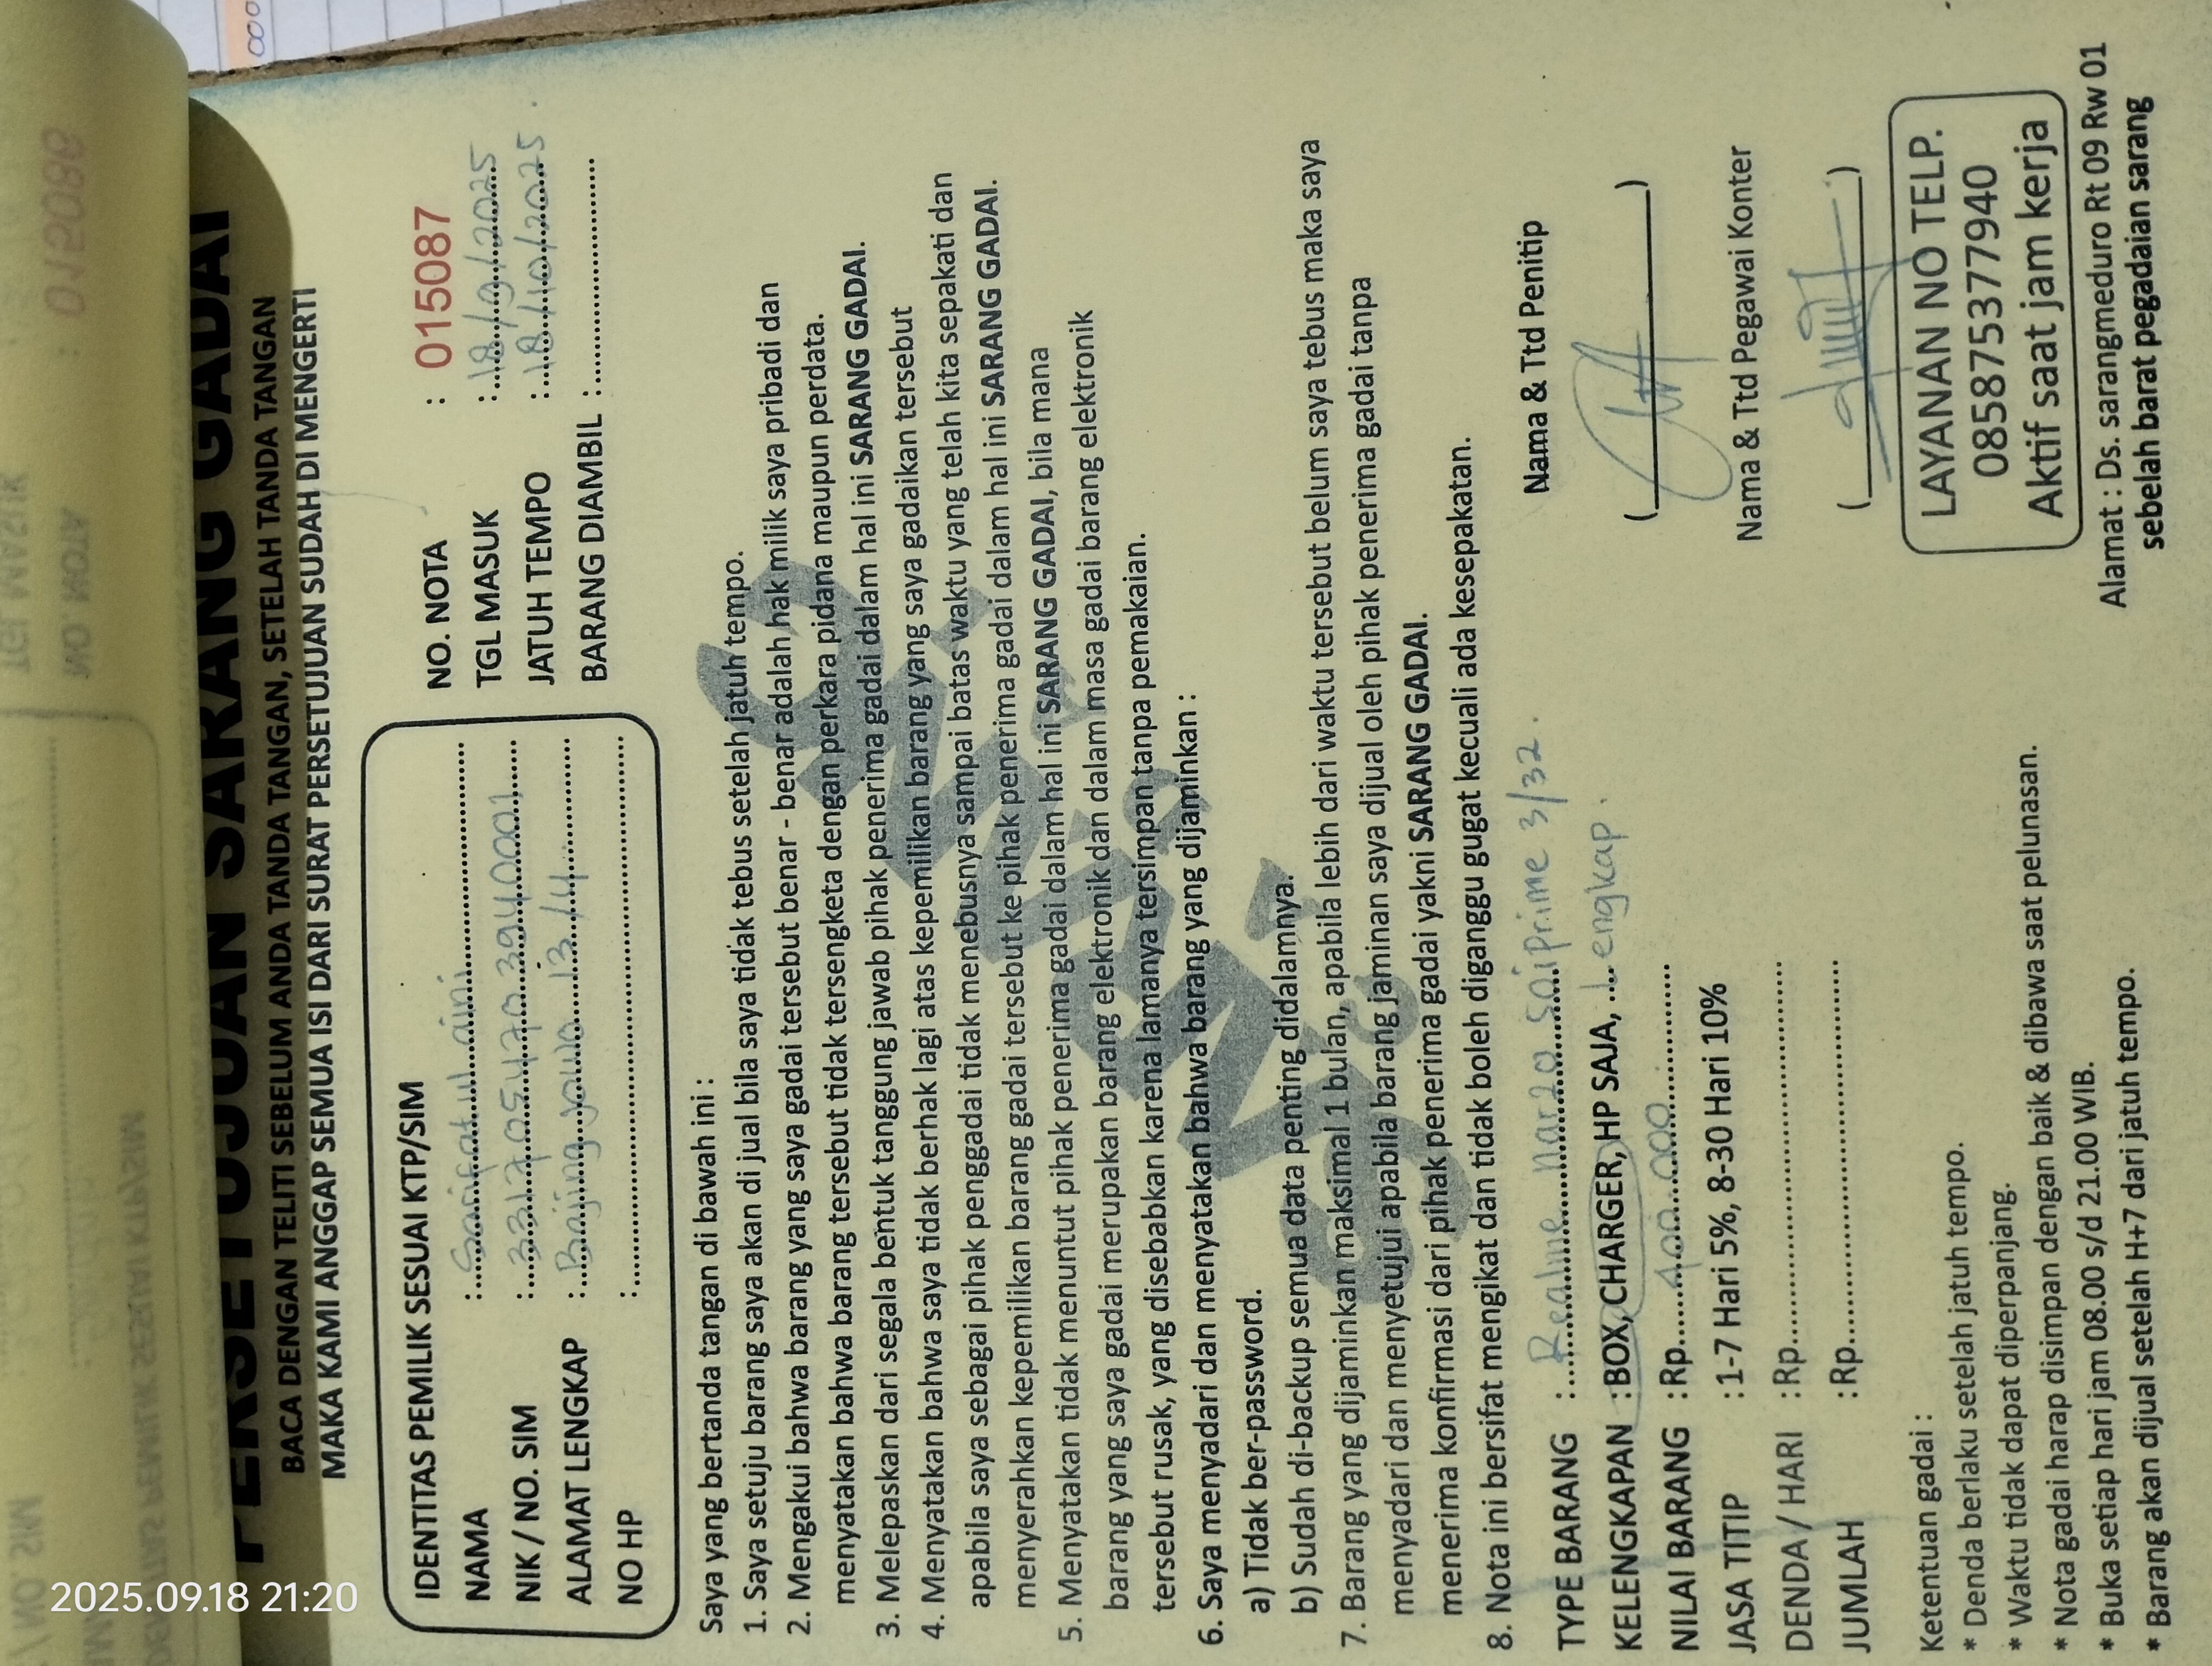 PERSETUJUAN SARANG GADAI
BACA DENGAN TELITI SEBELUM ANDA TANDA TANGAN, SETELAH TANDA TANGAN
MAKA KAMI ANGGAP SEMUA ISI DARI SURAT PERSETUJUAN SUDAH DI MENGERTI
IDENTITAS PEMILIK SESUAI KTP/SIM
NAMA : aini
NIK / NO. SIM : 3317054703940001
ALAMAT LENGKAP : Bajing jowo 13/4
NO HP :
NO. NOTA : 015087
TGL MASUK : 18/9/2025
JATUH TEMPO : 18/10/2025
BARANG DIAMBIL :
Saya yang bertanda tangan di bawah ini :
1. Saya setuju barang saya akan di jual bila saya tidak tebus setelah jatuh tempo.
2. Mengakui bahwa barang yang saya gadai tersebut benar - benar adalah hak milik saya pribadi dan
menyatakan bahwa barang tersebut tidak tersengketa dengan perkara pidana maupun perdata.
3. Melepaskan dari segala bentuk tanggung jawab pihak penerima gadai dalam hal ini SARANG GADAI.
4. Menyatakan bahwa saya tidak berhak lagi atas kepemilikan barang yang saya gadaikan tersebut
apabila saya sebagai pihak penggadai tidak menebusnya sampai batas waktu yang telah kita sepakati dan
menyerahkan kepemilikan barang gadai tersebut ke pihak penerima gadai dalam hal ini SARANG GADAI.
5. Menyatakan tidak menuntut pihak penerima gadai dalam hal ini SARANG GADAI, bila mana
barang yang saya gadai merupakan barang elektronik dan dalam masa gadai barang elektronik
tersebut rusak, yang disebabkan karena lamanya tersimpan tanpa pemakaian.
6. Saya menyadari dan menyatakan bahwa barang yang dijaminkan :
a) Tidak ber-password.
b) Sudah di-backup semua data penting didalamnya.
7. Barang yang dijaminkan maksimal 1 bulan, apabila lebih dari waktu tersebut belum saya tebus maka saya
menyadari dan menyetujui apabila barang jaminan saya dijual oleh pihak penerima gadai tanpa
menerima konfirmasi dari pihak penerima gadai yakni SARANG GADAI.
8. Nota ini bersifat mengikat dan tidak boleh diganggu gugat kecuali ada kesepakatan.
TYPE BARANG : Realme nar20 prime 3/32.
KELENGKAPAN : BOX, CHARGER, HP SAJA, Lengkap.
NILAI BARANG : Rp. 400.000
JASA TITIP : 1-7 Hari 5%, 8-30 Hari 10%
DENDA / HARI : Rp.
JUMLAH : Rp.
Nama & Ttd Penitip
Nama & Ttd Pegawai Konter
Ketentuan gadai :
* Denda berlaku setelah jatuh tempo.
* Waktu tidak dapat diperpanjang.
* Nota gadai harap disimpan dengan baik & dibawa saat pelunasan.
* Buka setiap hari jam 08.00 s/d 21.00 WIB.
* Barang akan dijual setelah H+7 dari jatuh tempo.
LAYANAN NO TELP.
085875377940
Aktif saat jam kerja
Alamat : Ds. sarangmeduro Rt 09 Rw 01
sebelah barat pegadaian sarang
2025.09.18 21:20